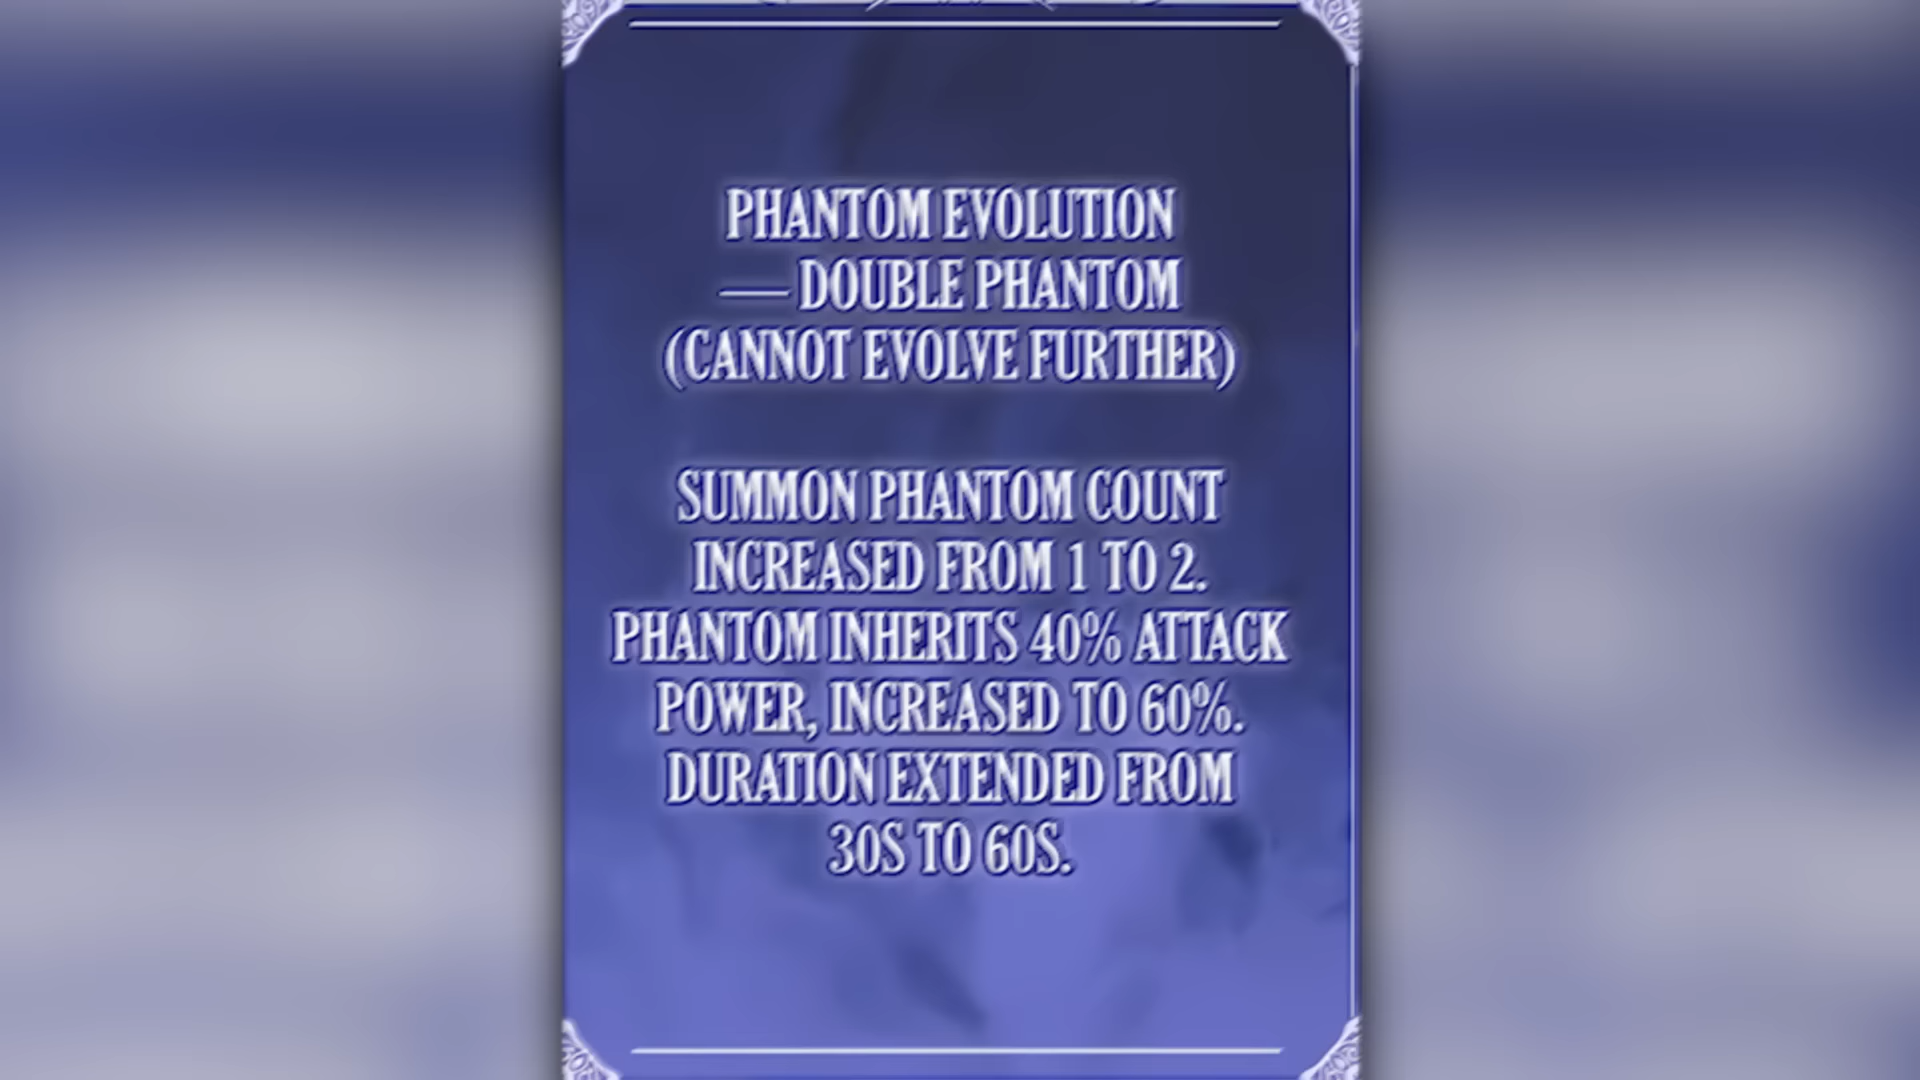 PHANTOM EVOLUTION
— DOUBLE PHANTOM
(CANNOT EVOLVE FURTHER)
SUMMON PHANTOM COUNT
INCREASED FROM 1 TO 2.
PHANTOM INHERITS 40% ATTACK
POWER, INCREASED TO 60%.
DURATION EXTENDED FROM
30S TO 60S.